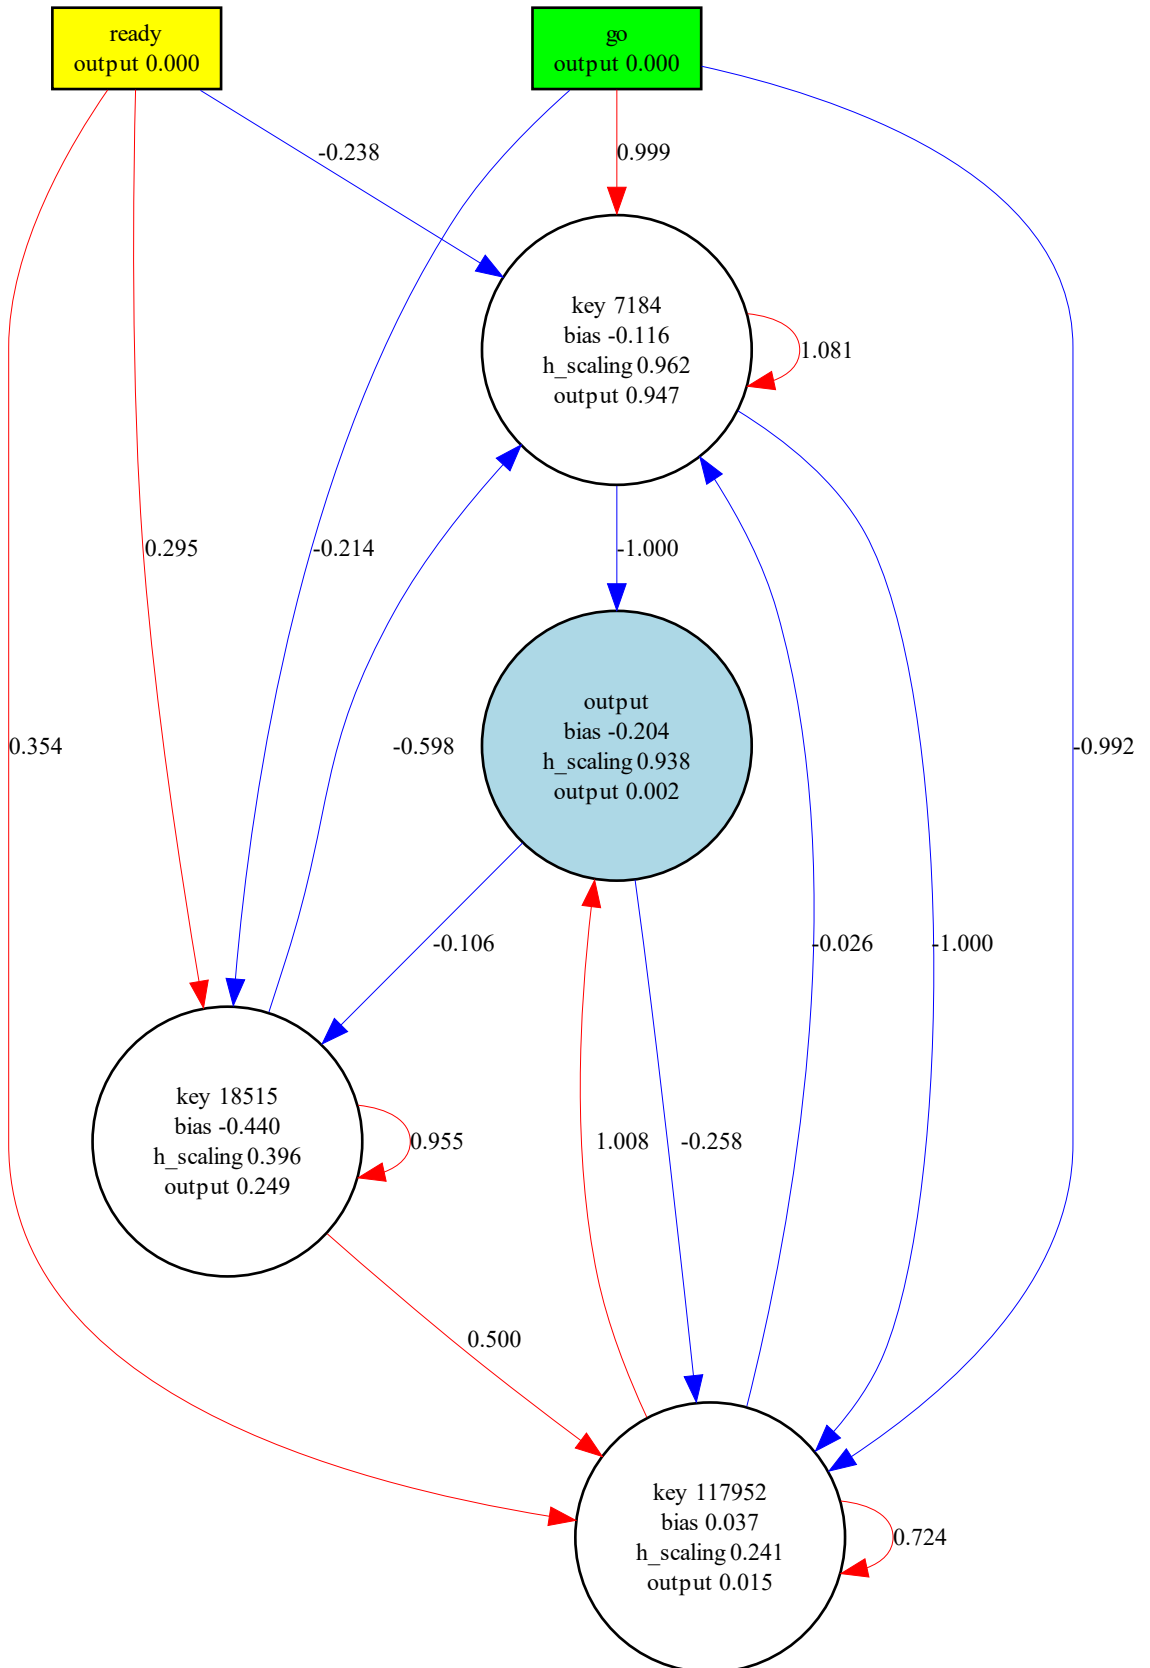 ready
output 0.000
go
output 0.000
-0.238
0.999
key 7184
bias -0.116
h_scaling 0.962
output 0.947
1.081
0.295
-0.214
-1.000
output
bias -0.204
h_scaling 0.938
output 0.002
0.354
-0.598
-0.992
-0.106
-0.026
-1.000
key 18515
bias -0.440
h_scaling 0.396
output 0.249
0.955
1.008
-0.258
0.500
key 117952
bias 0.037
h_scaling 0.241
output 0.015
0.724